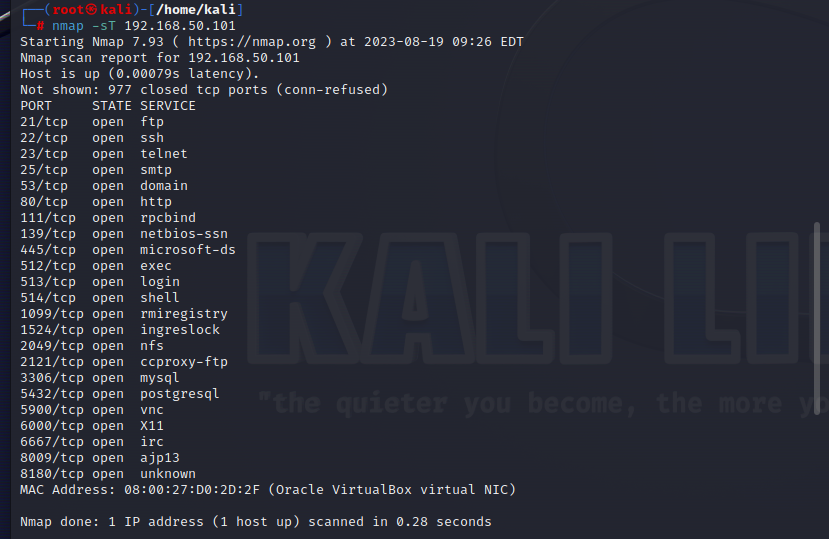 ┌──(root㉿kali)-[/home/kali]
└─# nmap -sT 192.168.50.101
Starting Nmap 7.93 ( https://nmap.org ) at 2023-08-19 09:26 EDT
Nmap scan report for 192.168.50.101
Host is up (0.00079s latency).
Not shown: 977 closed tcp ports (conn-refused)
PORT     STATE SERVICE
21/tcp   open  ftp
22/tcp   open  ssh
23/tcp   open  telnet
25/tcp   open  smtp
53/tcp   open  domain
80/tcp   open  http
111/tcp  open  rpcbind
139/tcp  open  netbios-ssn
445/tcp  open  microsoft-ds
512/tcp  open  exec
513/tcp  open  login
514/tcp  open  shell
1099/tcp open  rmiregistry
1524/tcp open  ingreslock
2049/tcp open  nfs
2121/tcp open  ccproxy-ftp
3306/tcp open  mysql
5432/tcp open  postgresql
5900/tcp open  vnc
6000/tcp open  X11
6667/tcp open  irc
8009/tcp open  ajp13
8180/tcp open  unknown
MAC Address: 08:00:27:D0:2D:2F (Oracle VirtualBox virtual NIC)
Nmap done: 1 IP address (1 host up) scanned in 0.28 seconds
KALI LI
"the quieter you become, the more yo